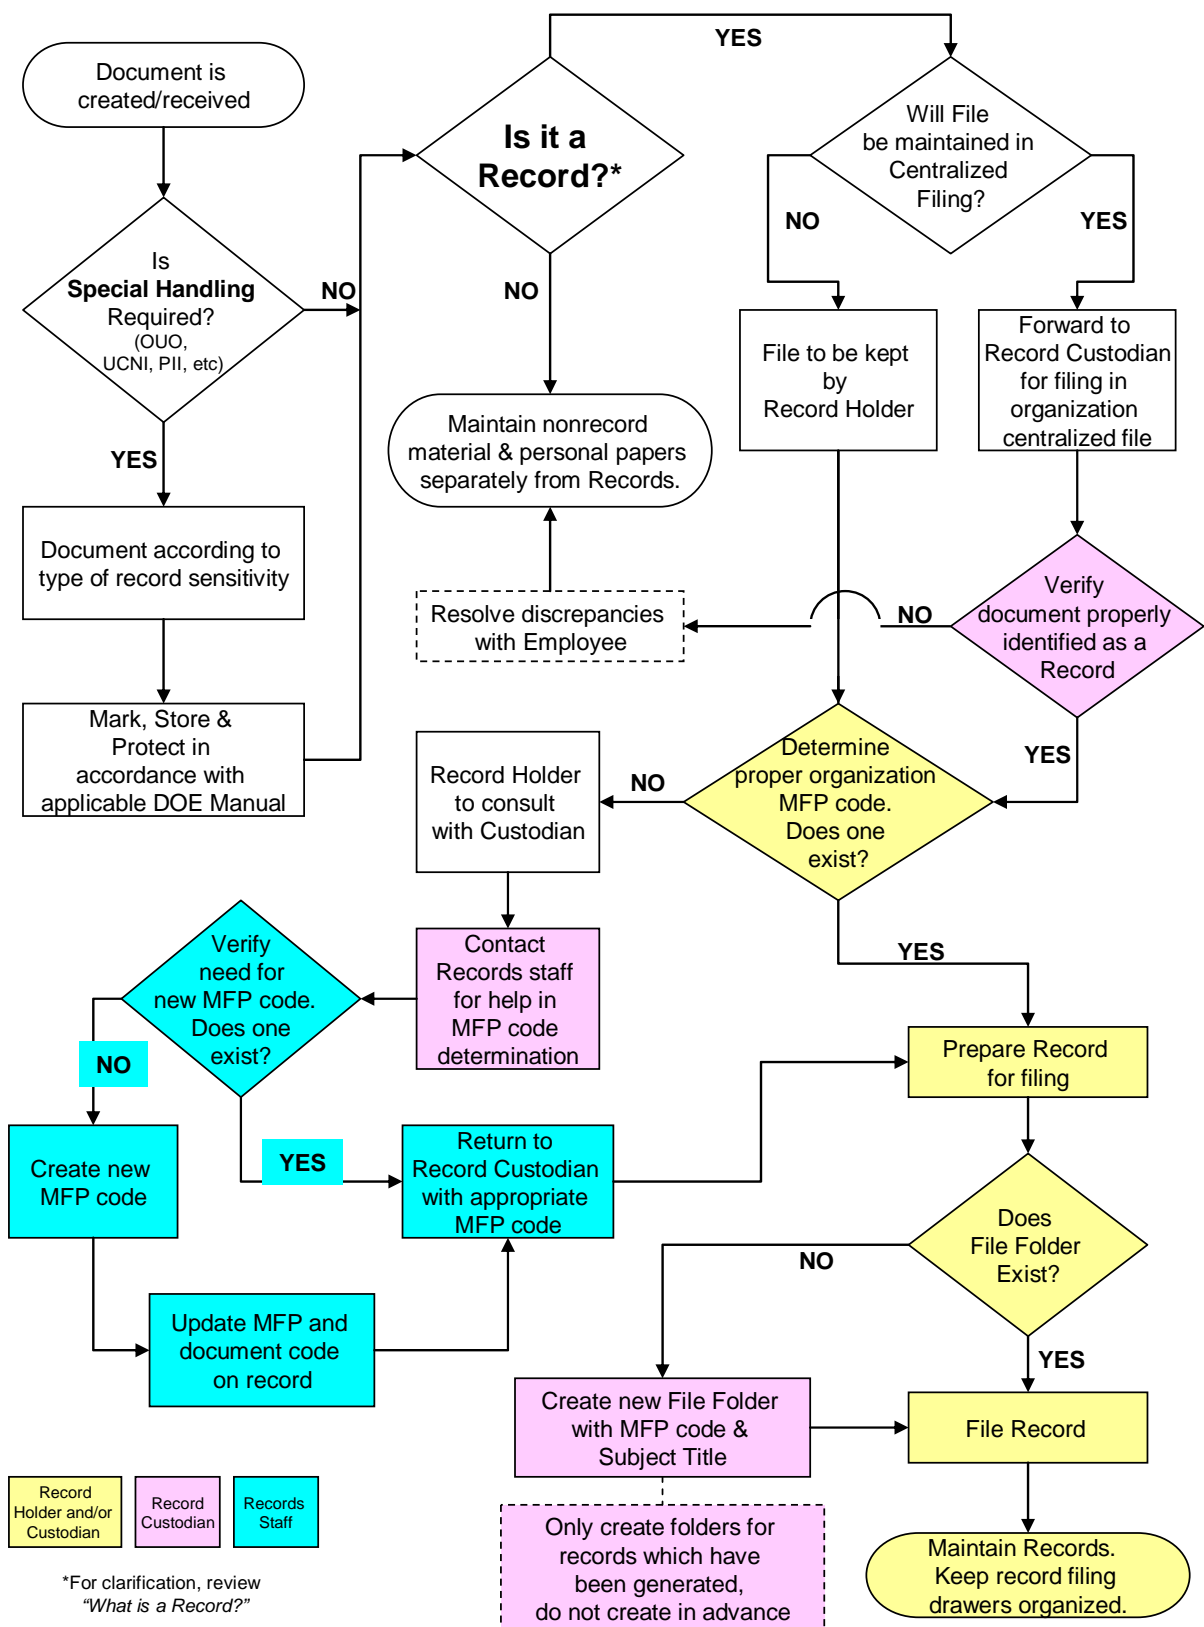 Document is
created/received
Is
Special Handling
Required?
(OUO,
UCNI, PII, etc)
NO
YES
Document according to
type of record sensitivity
Mark, Store &
Protect in
accordance with
applicable DOE Manual
Is it a
Record?*
YES
NO
Maintain nonrecord
material & personal papers
separately from Records.
Resolve discrepancies
with Employee
Will File
be maintained in
Centralized
Filing?
NO
YES
File to be kept
by
Record Holder
Forward to
Record Custodian
for filing in
organization
centralized file
Verify
document properly
identified as a
Record
NO
YES
Determine
proper organization
MFP code.
Does one
exist?
NO
YES
Record Holder
to consult
with Custodian
Contact
Records staff
for help in
MFP code
determination
Verify
need for
new MFP code.
Does one
exist?
NO
YES
Create new
MFP code
Update MFP and
document code
on record
Return to
Record Custodian
with appropriate
MFP code
Prepare Record
for filing
Does
File Folder
Exist?
NO
YES
Create new File Folder
with MFP code &
Subject Title
Only create folders for
records which have
been generated,
do not create in advance
File Record
Maintain Records.
Keep record filing
drawers organized.
Record
Holder and/or
Custodian
Record
Custodian
Records
Staff
*For clarification, review
“What is a Record?”